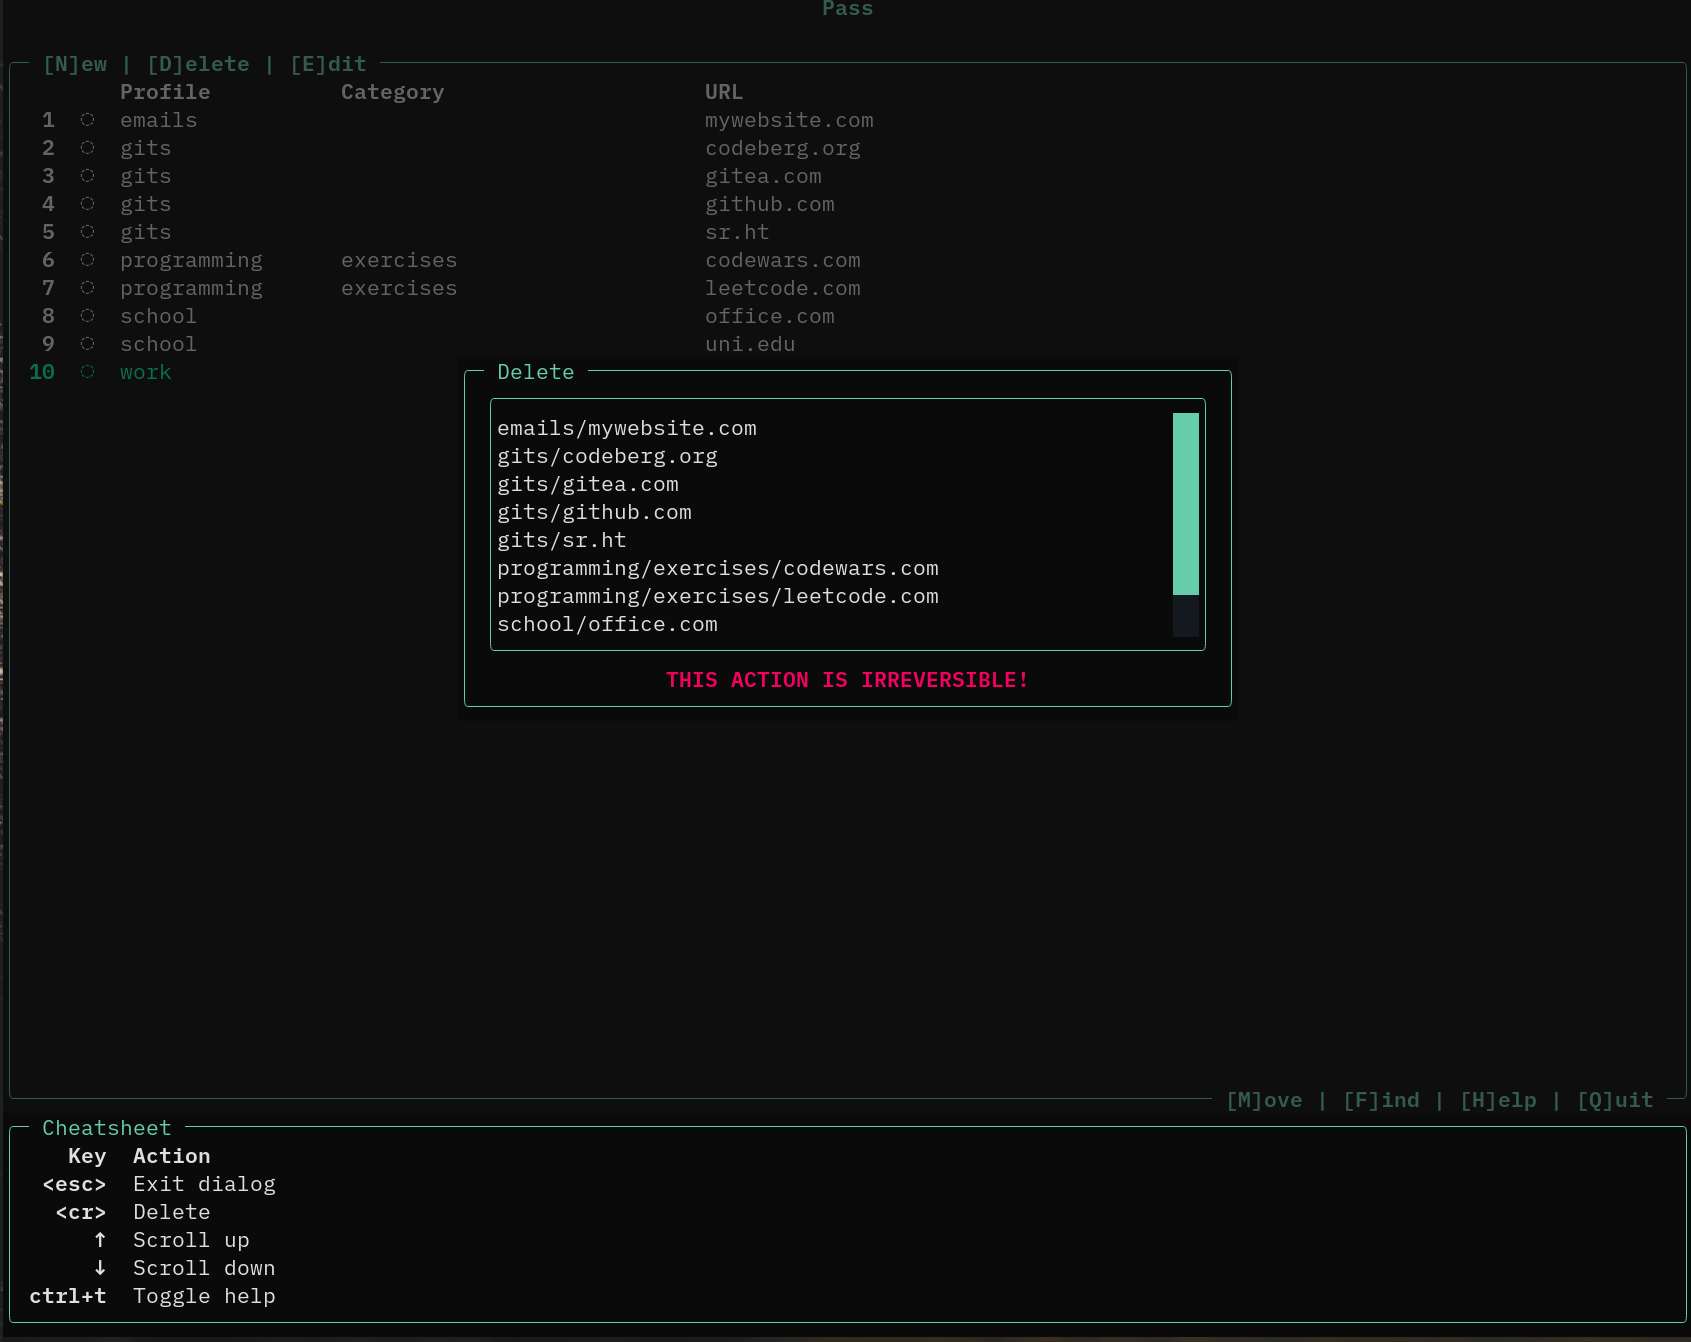 Pass
[N]ew | [D]elete | [E]dit
Profile Category URL
1 ◌ emails mywebsite.com
2 ◌ gits codeberg.org
3 ◌ gits gitea.com
4 ◌ gits github.com
5 ◌ gits sr.ht
6 ◌ programming exercises codewars.com
7 ◌ programming exercises leetcode.com
8 ◌ school office.com
9 ◌ school uni.edu
10 ◌ work
Delete
emails/mywebsite.com
gits/codeberg.org
gits/gitea.com
gits/github.com
gits/sr.ht
programming/exercises/codewars.com
programming/exercises/leetcode.com
school/office.com
THIS ACTION IS IRREVERSIBLE!
[M]ove | [F]ind | [H]elp | [Q]uit
Cheatsheet
Key Action
<esc> Exit dialog
<cr> Delete
↑ Scroll up
↓ Scroll down
ctrl+t Toggle help